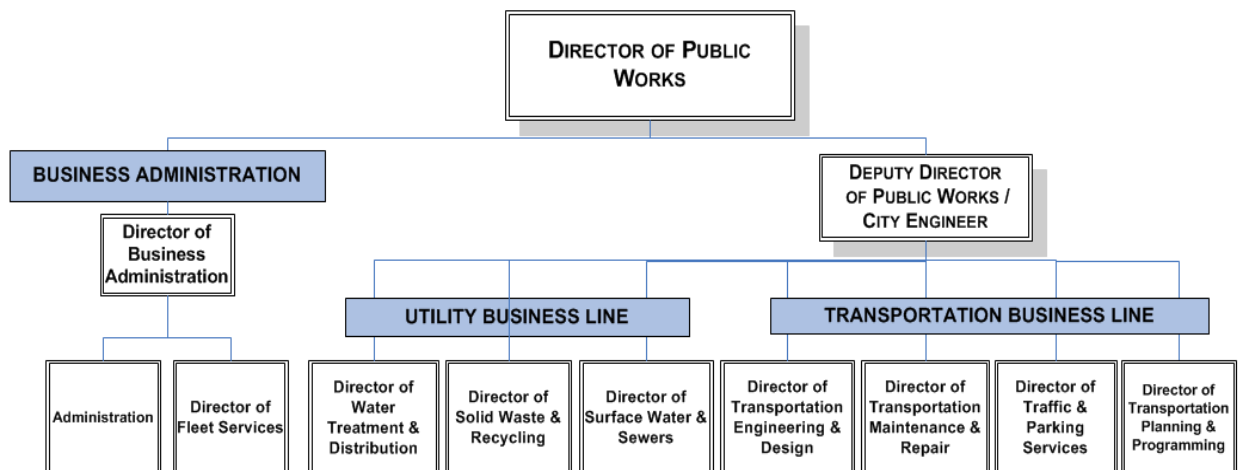 DIRECTOR OF PUBLIC
WORKS
BUSINESS ADMINISTRATION
DEPUTY DIRECTOR
OF PUBLIC WORKS /
CITY ENGINEER
Director of
Business
Administration
UTILITY BUSINESS LINE
TRANSPORTATION BUSINESS LINE
Administration
Director of
Fleet Services
Director of
Water
Treatment &
Distribution
Director of
Solid Waste &
Recycling
Director of
Surface Water &
Sewers
Director of
Transportation
Engineering &
Design
Director of
Transportation
Maintenance &
Repair
Director of
Traffic &
Parking
Services
Director of
Transportation
Planning &
Programming